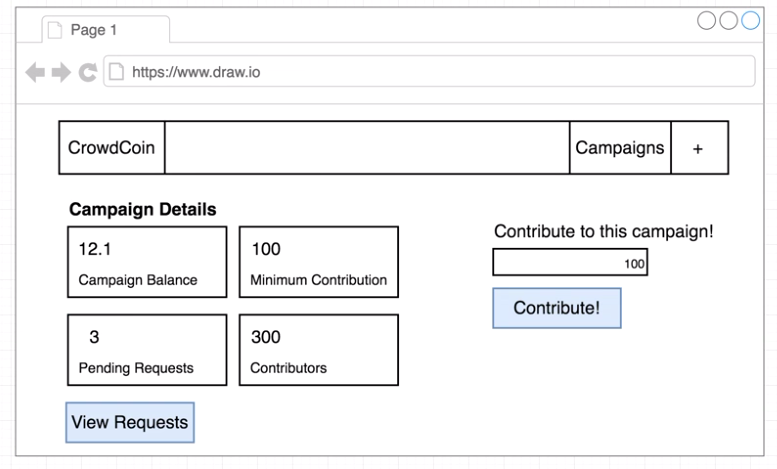 Page 1
https://www.draw.io
CrowdCoin
Campaigns
+
Campaign Details
12.1
Campaign Balance
100
Minimum Contribution
3
Pending Requests
300
Contributors
View Requests
Contribute to this campaign!
100
Contribute!